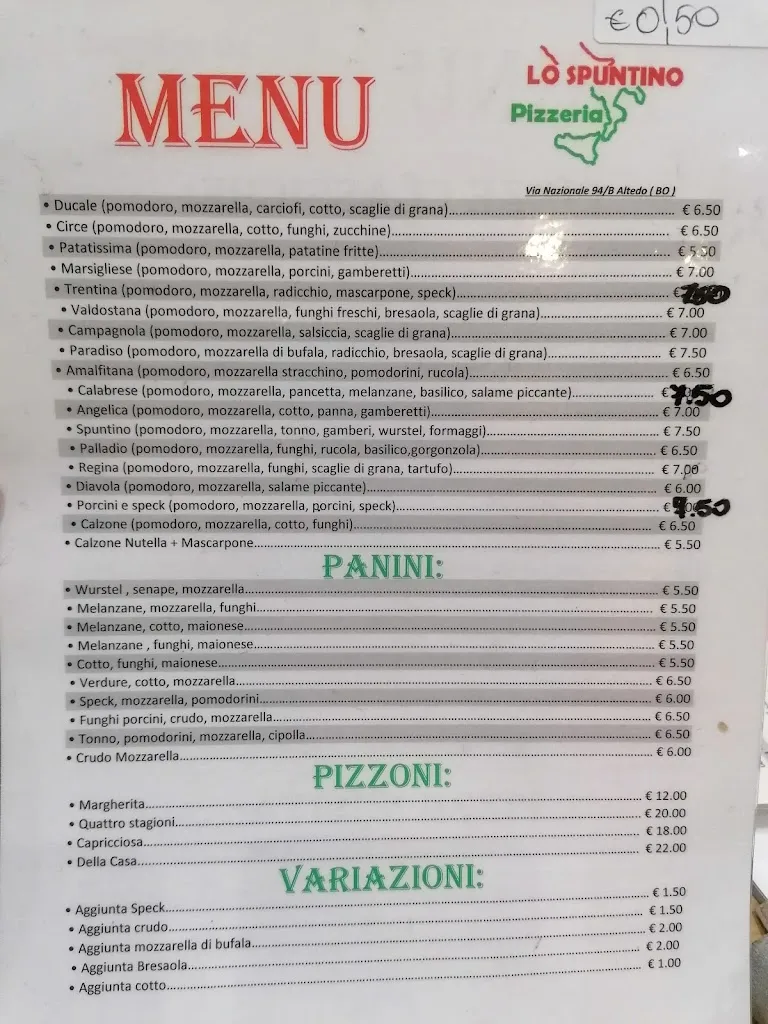 € 0,50
LO SPUNTINO
MENU
Pizzeria
Via Nazionale 94/B Altedo ( BO )
• Ducale (pomodoro, mozzarella, carciofi, cotto, scaglie di grana)... € 6.50
• Circe (pomodoro, mozzarella, cotto, funghi, zucchine)... € 6.50
• Patatissima (pomodoro, mozzarella, patatine fritte)... € 5.50
• Marsigliese (pomodoro, mozzarella, porcini, gamberetti)... € 7.00
• Trentina (pomodoro, mozzarella, radicchio, mascarpone, speck)... € 7.50
• Valdostana (pomodoro, mozzarella, funghi freschi, bresaola, scaglie di grana)... € 7.00
• Campagnola (pomodoro, mozzarella, salsiccia, scaglie di grana)... € 7.00
• Paradiso (pomodoro, mozzarella di bufala, radicchio, bresaola, scaglie di grana)... € 7.50
• Amalfitana (pomodoro, mozzarella stracchino, pomodorini, rucola)... € 6.50
• Calabrese (pomodoro, mozzarella, pancetta, melanzane, basilico, salame piccante)... € 7.50
• Angelica (pomodoro, mozzarella, cotto, panna, gamberetti)... € 7.00
• Spuntino (pomodoro, mozzarella, tonno, gamberi, wurstel, formaggi)... € 7.50
• Palladio (pomodoro, mozzarella, funghi, rucola, basilico,gorgonzola)... € 6.50
• Regina (pomodoro, mozzarella, funghi, scaglie di grana, tartufo)... € 7.00
• Diavola (pomodoro, mozzarella, salame piccante)... € 6.00
• Porcini e speck (pomodoro, mozzarella, porcini, speck)... € 7.50
• Calzone (pomodoro, mozzarella, cotto, funghi)... € 6.50
• Calzone Nutella + Mascarpone... € 5.50
PANINI:
• Wurstel , senape, mozzarella... € 5.50
• Melanzane, mozzarella, funghi... € 5.50
• Melanzane, cotto, maionese... € 5.50
• Melanzane , funghi, maionese... € 5.50
• Cotto, funghi, maionese... € 5.50
• Verdure, cotto, mozzarella... € 6.50
• Speck, mozzarella, pomodorini... € 6.00
• Funghi porcini, crudo, mozzarella... € 6.50
• Tonno, pomodorini, mozzarella, cipolla... € 6.50
• Crudo Mozzarella... € 6.00
PIZZONI:
• Margherita... € 12.00
• Quattro stagioni... € 20.00
• Capricciosa... € 18.00
• Della Casa... € 22.00
VARIAZIONI:
• Aggiunta Speck... € 1.50
• Aggiunta crudo... € 1.50
• Aggiunta mozzarella di bufala... € 2.00
• Aggiunta Bresaola... € 2.00
• Aggiunta cotto... € 1.00